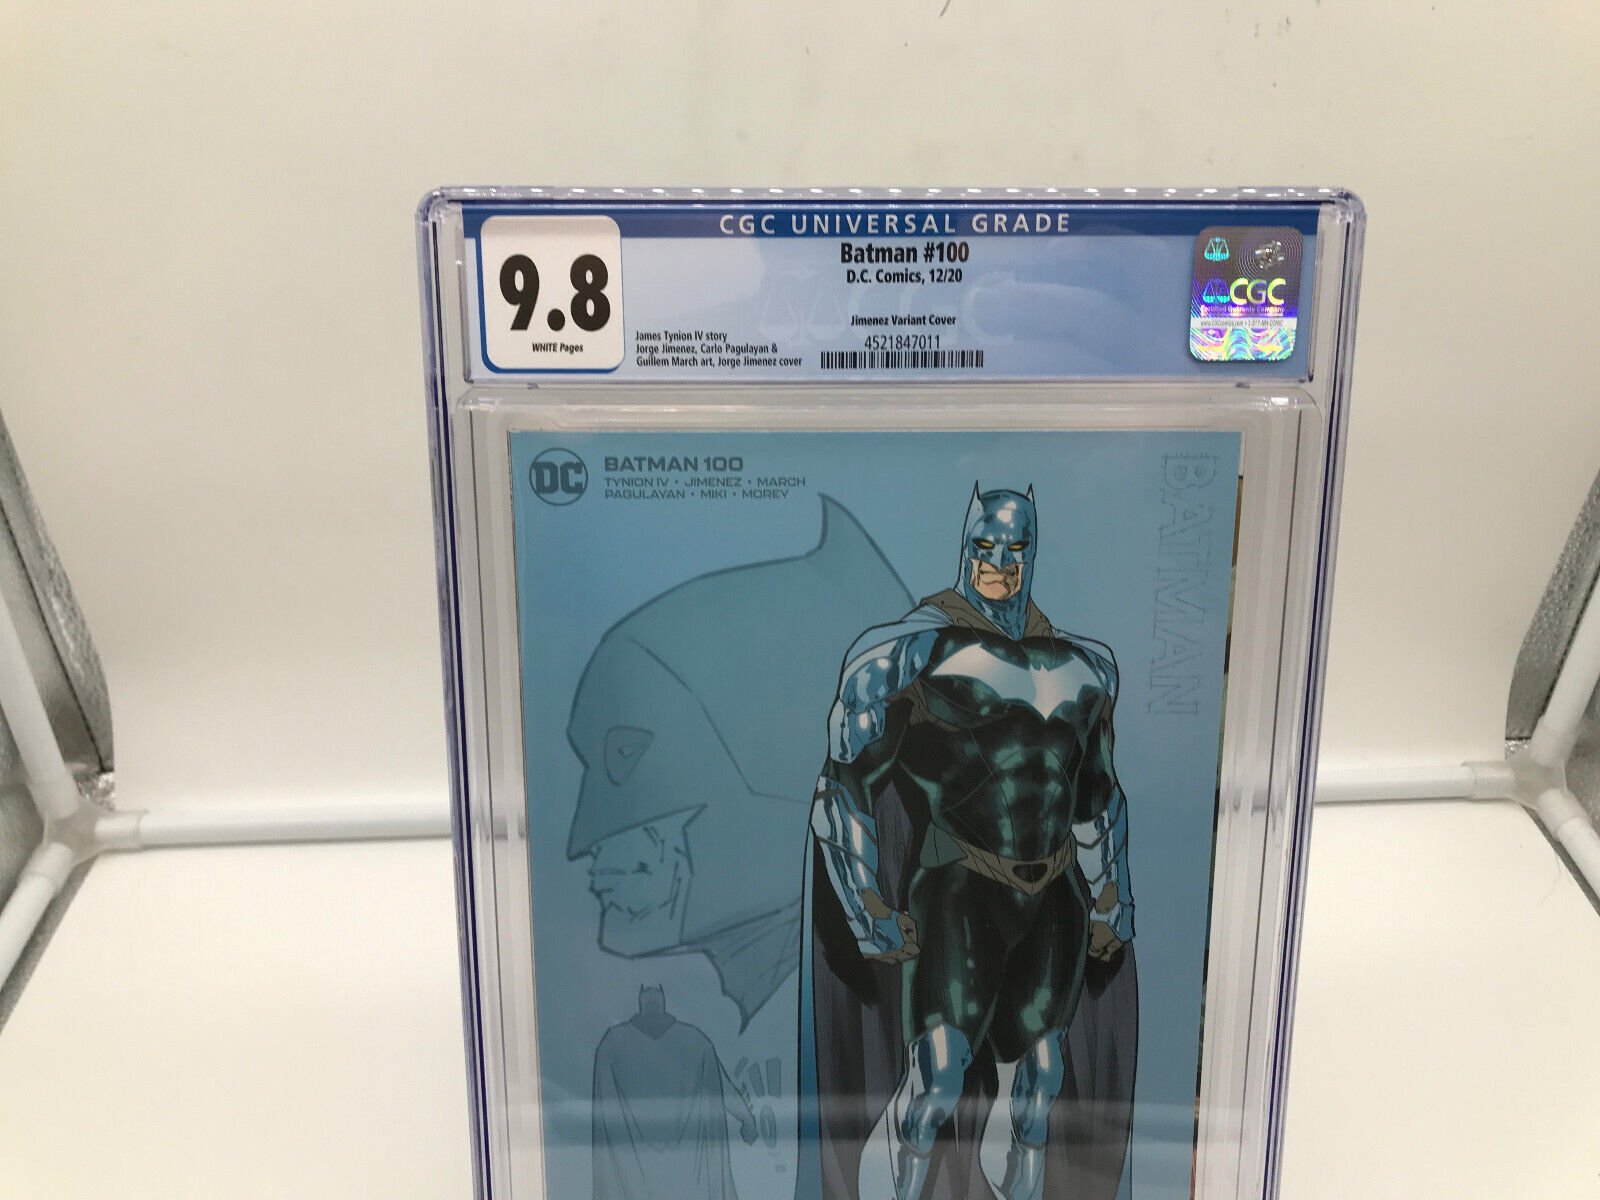 CGC UNIVERSAL GRADE
9.8
WHITE Pages
Batman #100
D.C. Comics, 12/20
Jimenez Variant Cover
James Tynion IV story
Jorge Jimenez, Carlo Pagulayan &
Guillem March art, Jorge Jimenez cover
4521847011
CGC
DC
BATMAN 100
TYNION IV • JIMENEZ • MARCH
PAGULAYAN • MIKI • MOREY
BATMAN